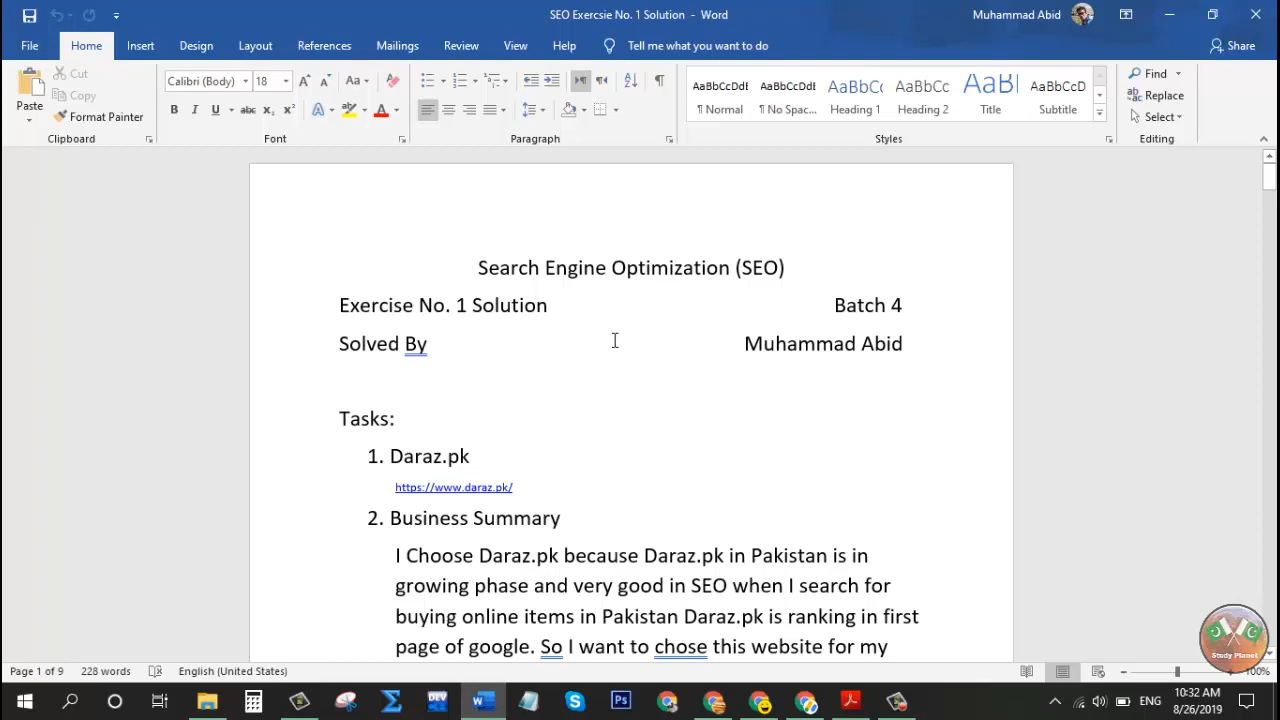 SEO Exercsie No. 1 Solution - Word
Muhammad Abid
File Home Insert Design Layout References Mailings Review View Help Tell me what you want to do Share
Paste
Cut
Copy
Format Painter
Clipboard
Calibri (Body) 18
Font
Paragraph
AaBbCcDdE AaBbCcDdE AaBbCc AaBbCcC AaB AaBbCcD
¶ Normal ¶ No Spac... Heading 1 Heading 2 Title Subtitle
Styles
Find
Replace
Select
Editing
Search Engine Optimization (SEO)
Exercise No. 1 Solution Batch 4
Solved By Muhammad Abid
Tasks:
1. Daraz.pk
https://www.daraz.pk/
2. Business Summary
I Choose Daraz.pk because Daraz.pk in Pakistan is in
growing phase and very good in SEO when I search for
buying online items in Pakistan Daraz.pk is ranking in first
page of google. So I want to chose this website for my
Study Planet
Page 1 of 9 228 words English (United States) 100%
ENG
10:32 AM
8/26/2019